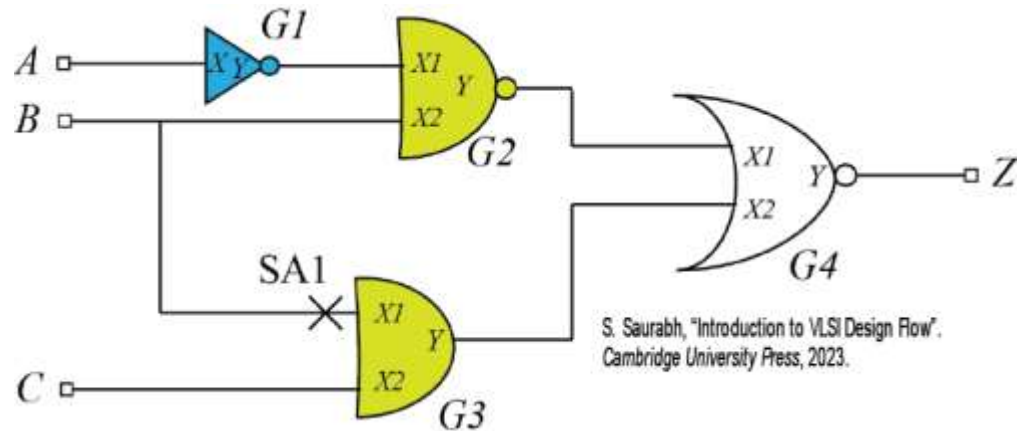 G1
A
X Y
X1
Y
B
X2
G2
X1
Y
Z
X2
G4
SA1
X1
Y
X2
C
G3
S. Saurabh, “Introduction to VLSI Design Flow”.
Cambridge University Press, 2023.